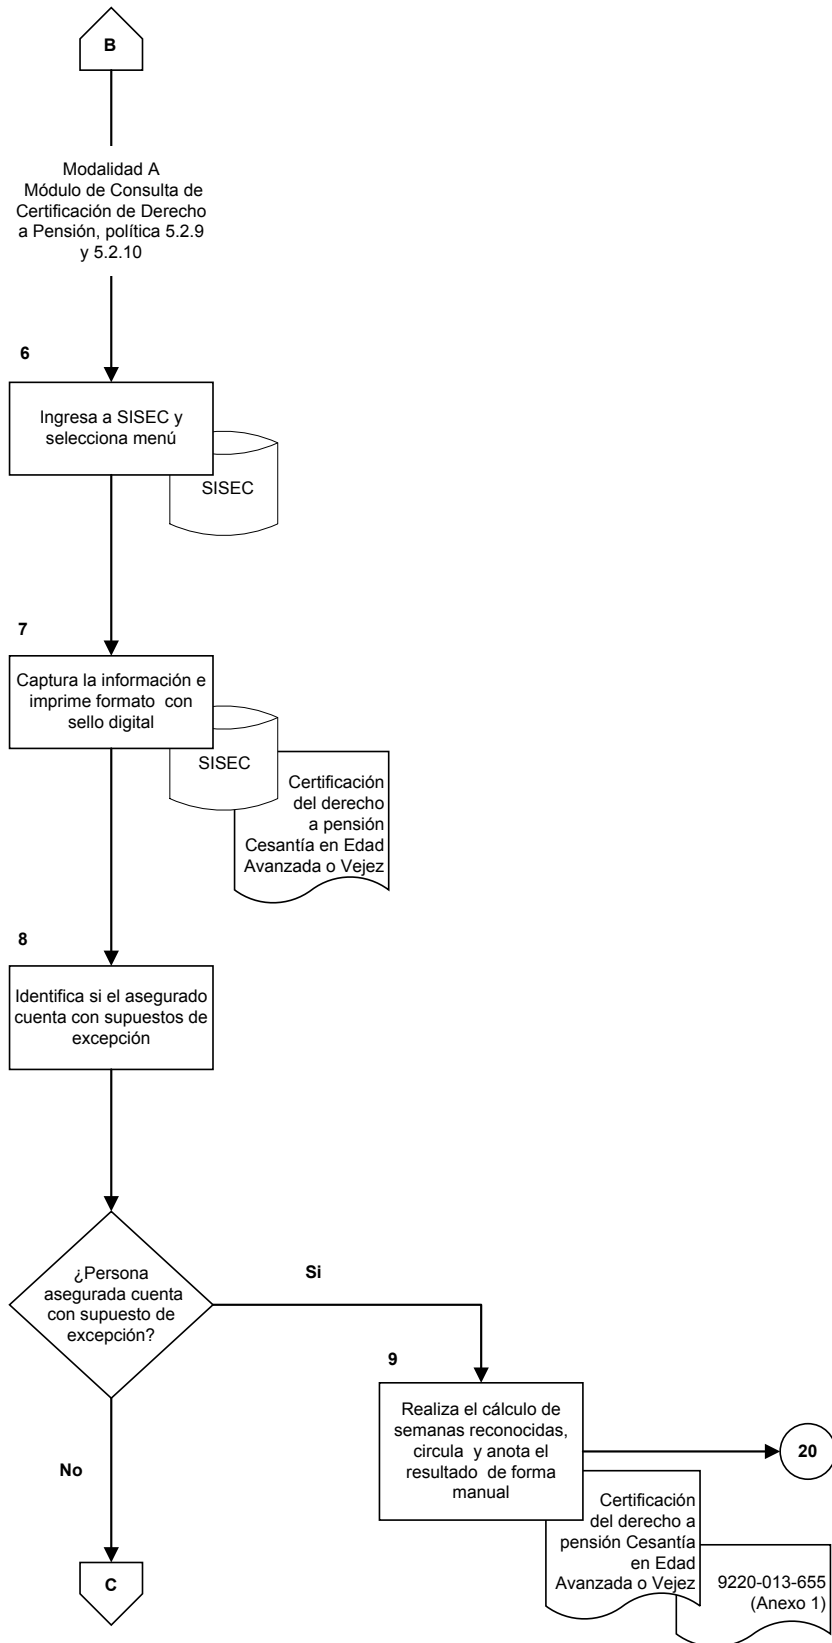 B
Modalidad A
Módulo de Consulta de
Certificación de Derecho
a Pensión, política 5.2.9
y 5.2.10
6
Ingresa a SISEC y
selecciona menú
SISEC
7
Captura la información e
imprime formato con
sello digital
SISEC
Certificación
del derecho
a pensión
Cesantía en Edad
Avanzada o Vejez
8
Identifica si el asegurado
cuenta con supuestos de
excepción
¿Persona
asegurada cuenta
con supuesto de
excepción?
Si
9
Realiza el cálculo de
semanas reconocidas,
circula y anota el
resultado de forma
manual
20
Certificación
del derecho a
pensión Cesantía
en Edad
Avanzada o Vejez
9220-013-655
(Anexo 1)
No
C